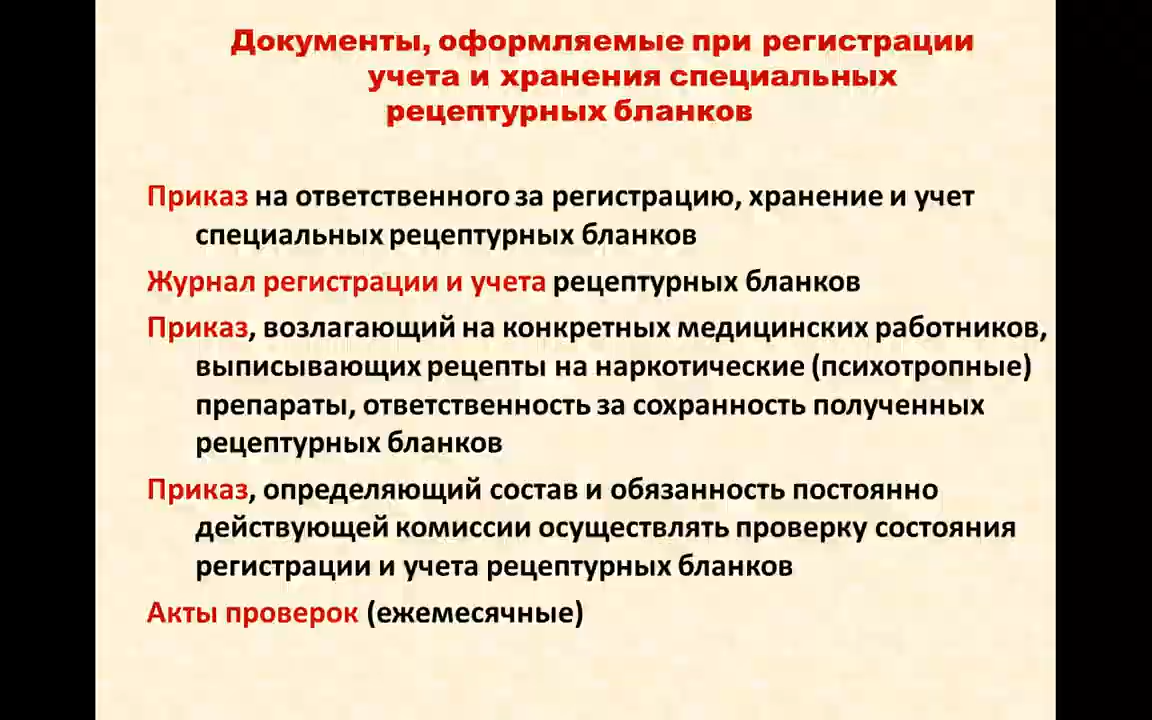 Документы, оформляемые при регистрации
учета и хранения специальных
рецептурных бланков
Приказ на ответственного за регистрацию, хранение и учет
специальных рецептурных бланков
Журнал регистрации и учета рецептурных бланков
Приказ, возлагающий на конкретных медицинских работников,
выписывающих рецепты на наркотические (психотропные)
препараты, ответственность за сохранность полученных
рецептурных бланков
Приказ, определяющий состав и обязанность постоянно
действующей комиссии осуществлять проверку состояния
регистрации и учета рецептурных бланков
Акты проверок (ежемесячные)